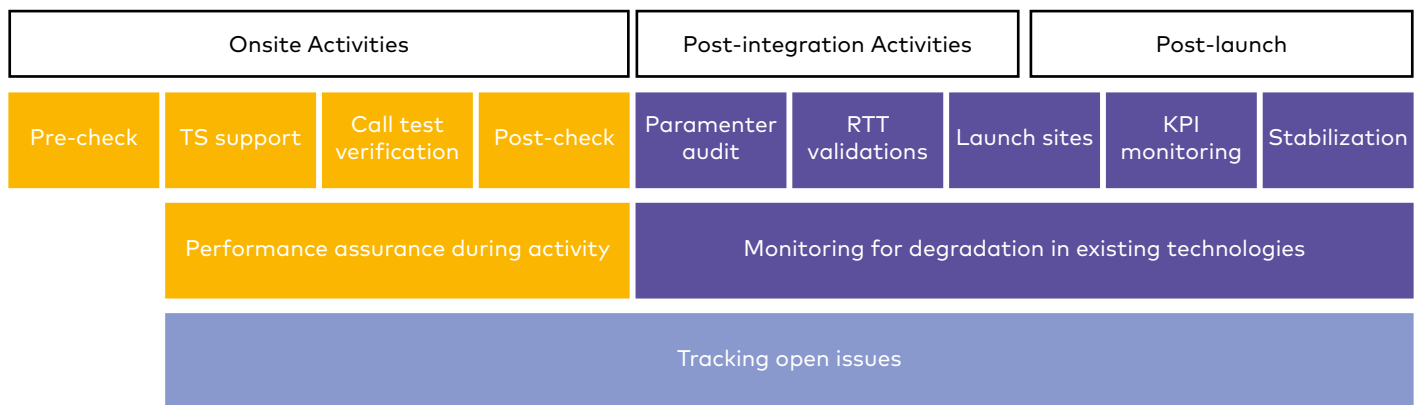 Onsite Activities
Post-integration Activities
Post-launch
Pre-check
TS support
Call test
verification
Post-check
Paramenter
audit
RTT
validations
Launch sites
KPI
monitoring
Stabilization
Performance assurance during activity
Monitoring for degradation in existing technologies
Tracking open issues